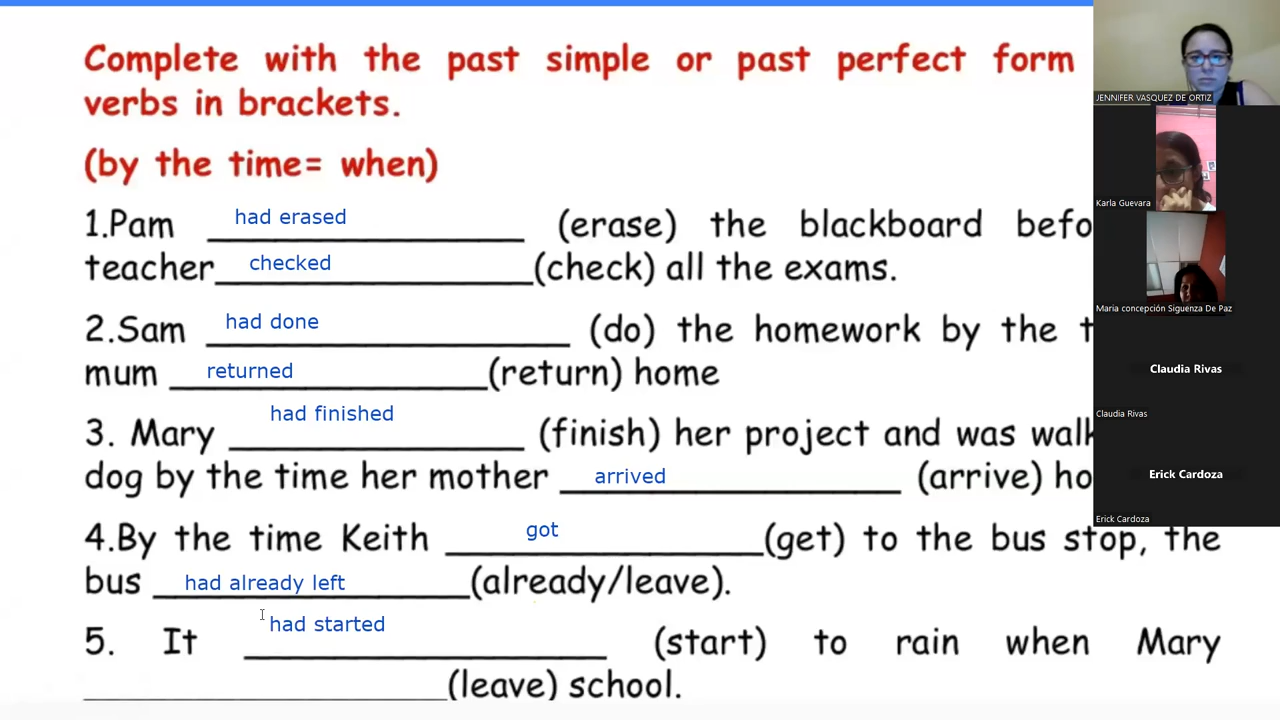 Complete with the past simple or past perfect form
verbs in brackets.
(by the time= when)
1.Pam had erased (erase) the blackboard befo
teacher checked (check) all the exams.
2.Sam had done (do) the homework by the t
mum returned (return) home
3. Mary had finished (finish) her project and was walk
dog by the time her mother arrived (arrive) ho
4.By the time Keith got (get) to the bus stop, the
bus had already left (already/leave).
5. It had started (start) to rain when Mary
(leave) school.
JENNIFER VASQUEZ DE ORTIZ
Karla Guevara
Maria concepción Siguenza De Paz
Claudia Rivas
Claudia Rivas
Erick Cardoza
Erick Cardoza